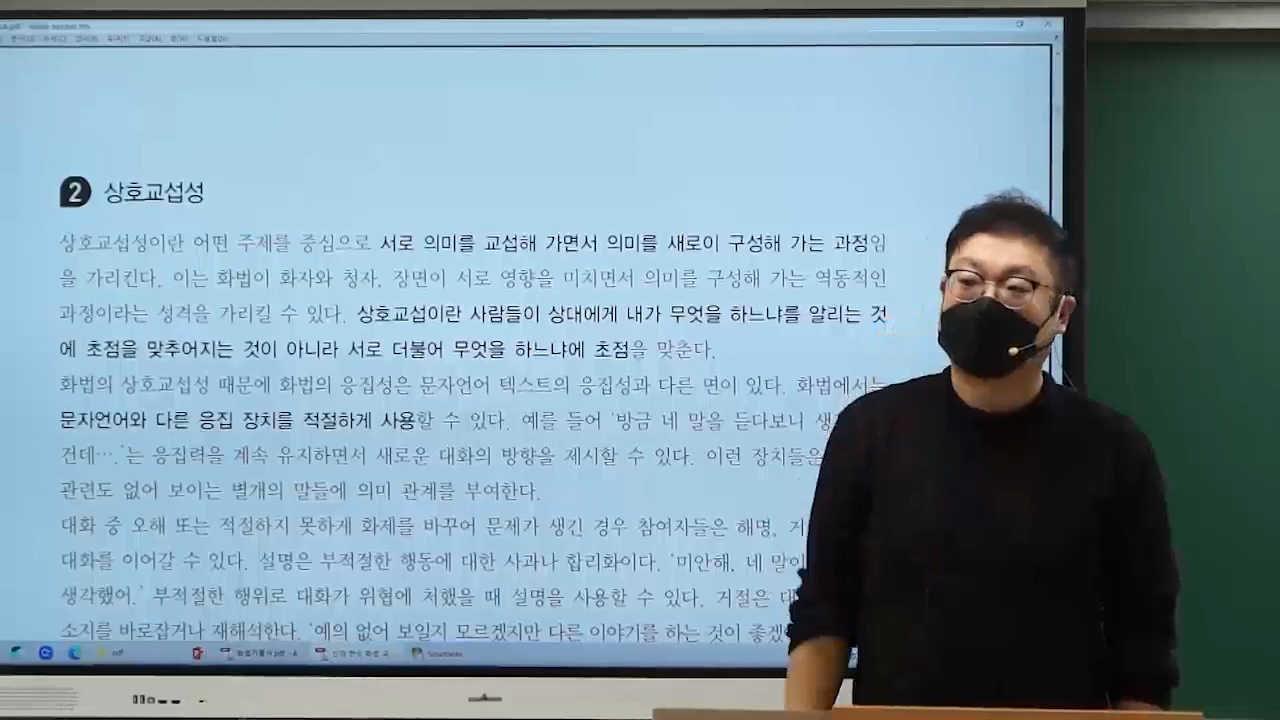 2 상호교섭성
상호교섭성이란 어떤 주제를 중심으로 서로 의미를 교섭해 가면서 의미를 새로이 구성해 가는 과정임
을 가리킨다. 이는 화법이 화자와 청자, 장면이 서로 영향을 미치면서 의미를 구성해 가는 역동적인
과정이라는 성격을 가리킬 수 있다. 상호교섭이란 사람들이 상대에게 내가 무엇을 하느냐를 알리는 것
에 초점을 맞추어지는 것이 아니라 서로 더불어 무엇을 하느냐에 초점을 맞춘다.
화법의 상호교섭성 때문에 화법의 응집성은 문자언어 텍스트의 응집성과 다른 면이 있다. 화법에서는
문자언어와 다른 응집 장치를 적절하게 사용할 수 있다. 예를 들어 '방금 네 말을 듣다보니
건데….'는 응집력을 계속 유지하면서 새로운 대화의 방향을 제시할 수 있다. 이런 장치들은
관련도 없어 보이는 별개의 말들에 의미 관계를 부여한다.
대화 중 오해 또는 적절하지 못하게 화제를 바꾸어 문제가 생긴 경우 참여자들은 해명,
대화를 이어갈 수 있다. 설명은 부적절한 행동에 대한 사과나 합리화이다. '미안해, 네 말이
생각했어.' 부적절한 행위로 대화가 위협에 처했을 때 설명을 사용할 수 있다. 거절은
소지를 바로잡거나 재해석한다. '예의 없어 보일지 모르겠지만 다른 이야기를 하는 것이